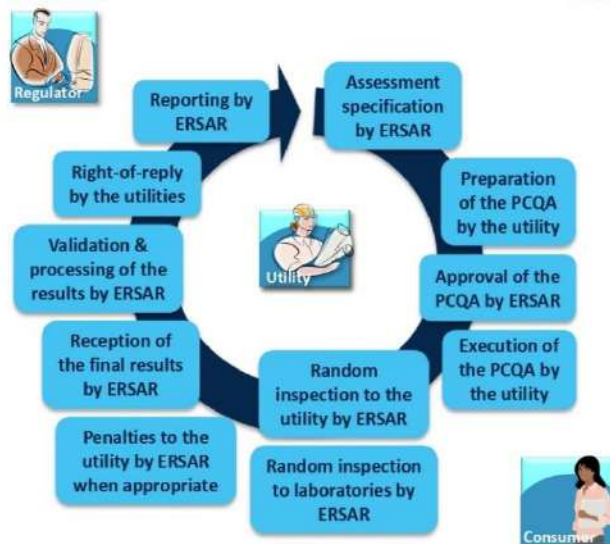 Regulator
Assessment
specification
by ERSAR
Preparation
of the PCQA
by the utility
Approval of the
PCQA by ERSAR
Execution of
the PCQA by
the utility
Random
inspection to the
utility by ERSAR
Random inspection
to laboratories by
ERSAR
Penalties to the
utility by ERSAR
when appropriate
Reception of
the final results
by ERSAR
Validation &
processing of the
results by ERSAR
Right-of-reply
by the utilities
Reporting by
ERSAR
Utility
Consumer